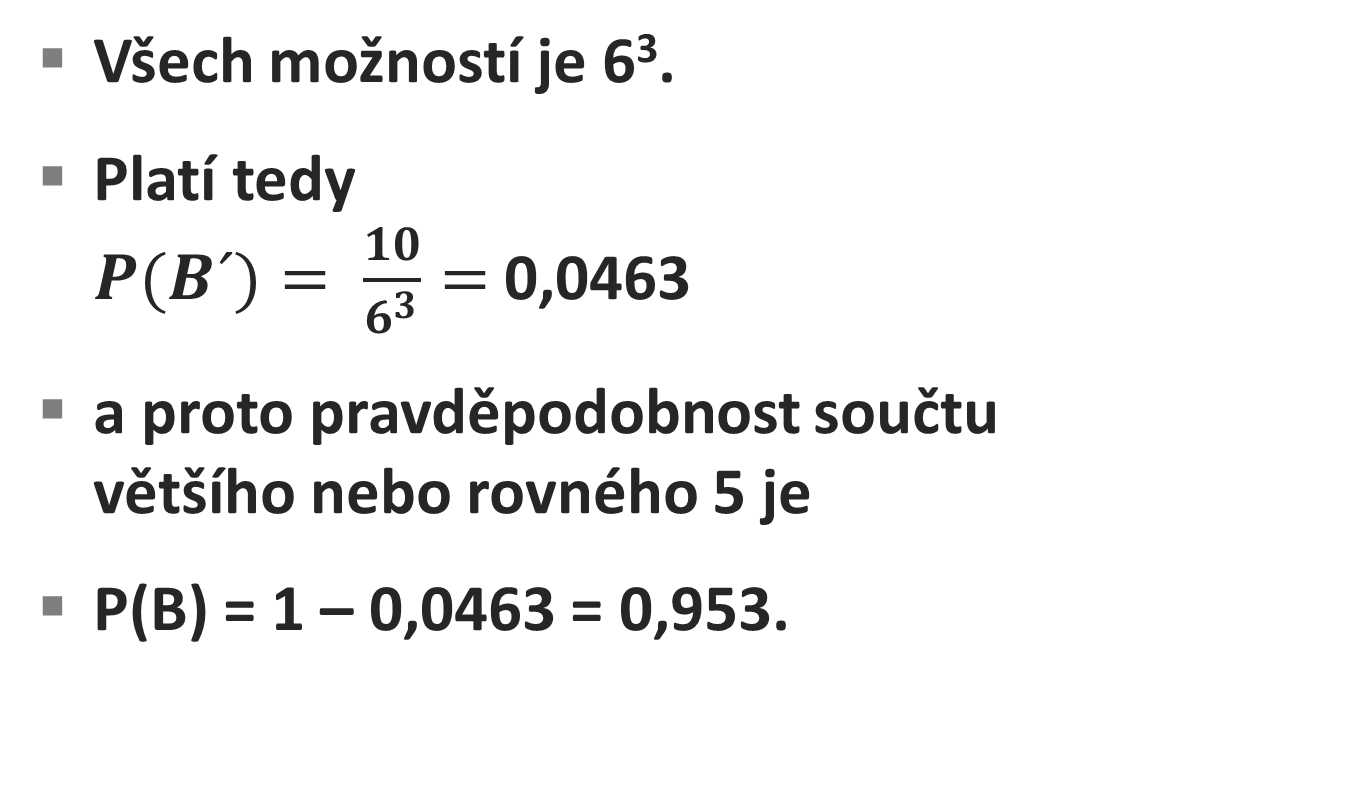 ▪ Všech možností je 6³.
▪ Platí tedy
P(B´) = 10/6³ = 0,0463
▪ a proto pravděpodobnost součtu
většího nebo rovného 5 je
▪ P(B) = 1 – 0,0463 = 0,953.